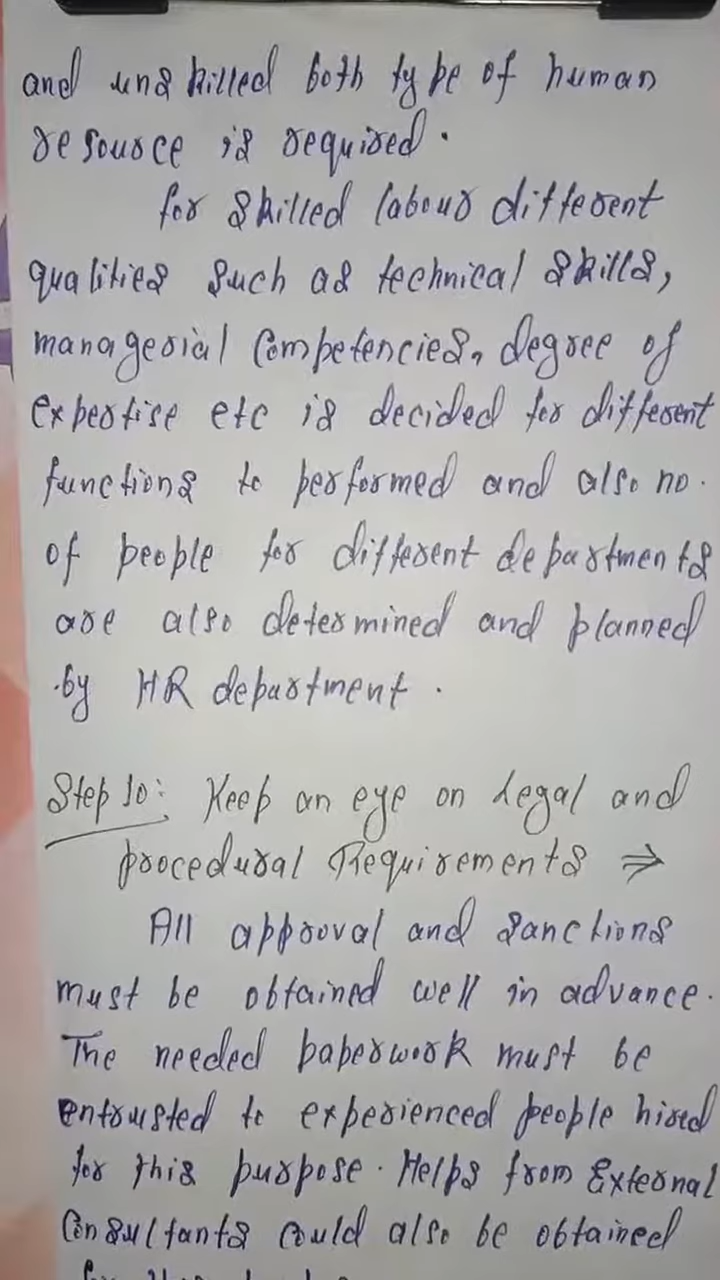 and unskilled both type of human
resource is required.
for skilled labour different
qualities such as technical skills,
managerial Competencies, degree of
expertise etc is decided for different
functions to performed and also no.
of people for different departments
are also determined and planned
by HR department.
Step 10: Keep an eye on Legal and
procedural Requirements ⇒
All approval and sanctions
must be obtained well in advance.
The needed paperwork must be
entrusted to experienced people hired
for this purpose. Helps from External
Consultants could also be obtained